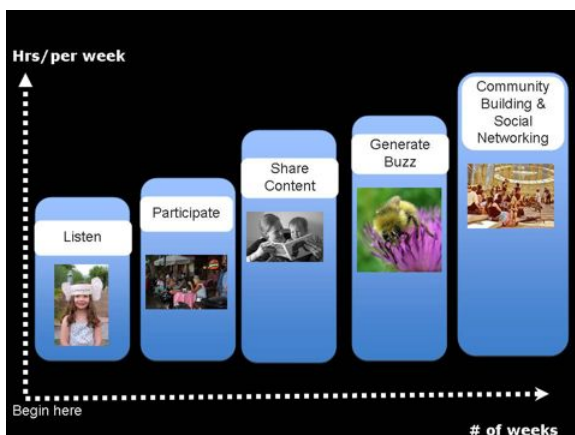 Hrs/per week
Community
Building &
Social
Networking
Generate
Buzz
Share
Content
Participate
Listen
Begin here
# of weeks